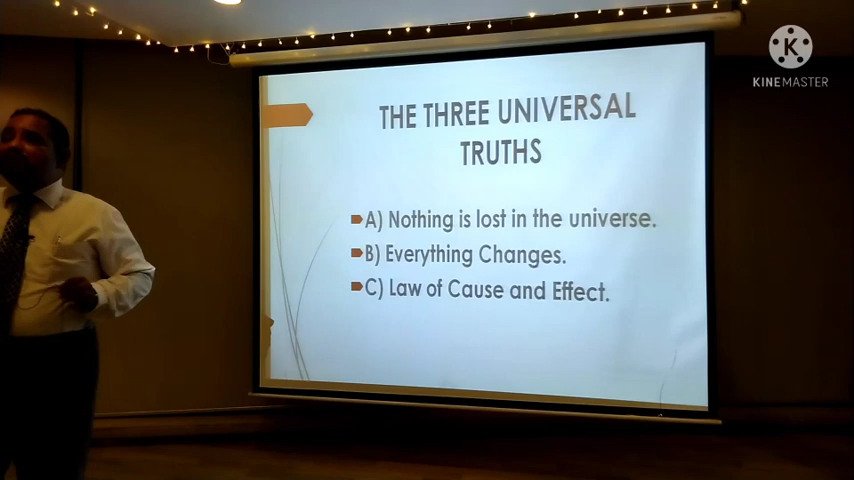 THE THREE UNIVERSAL
TRUTHS
A) Nothing is lost in the universe.
B) Everything Changes.
C) Law of Cause and Effect.
K
KINEMASTER